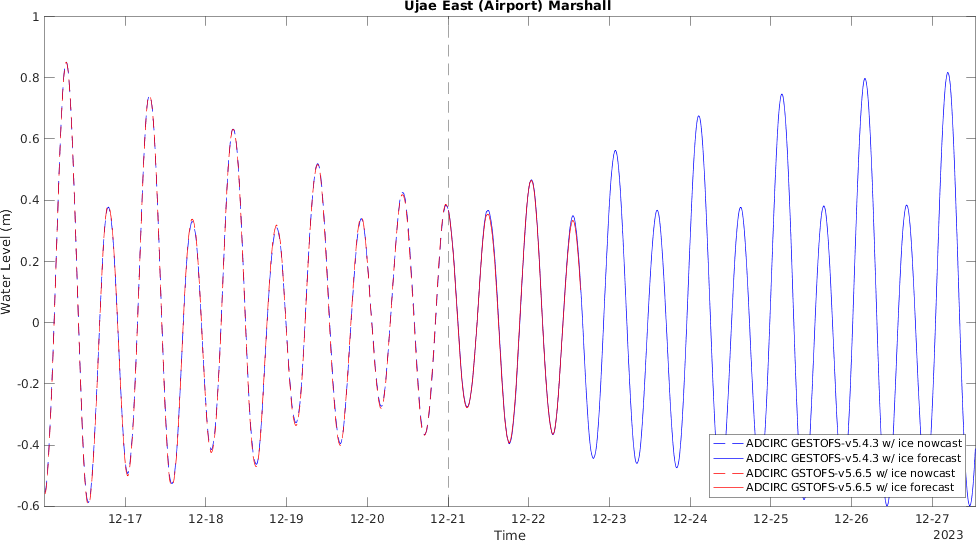 Ujae East (Airport) Marshall
Water Level (m)
1
0.8
0.6
0.4
0.2
0
-0.2
-0.4
-0.6
ADCIRC GESTOFS-v5.4.3 w/ ice nowcast
ADCIRC GESTOFS-v5.4.3 w/ ice forecast
ADCIRC GSTOFS-v5.6.5 w/ ice nowcast
ADCIRC GSTOFS-v5.6.5 w/ ice forecast
12-17 12-18 12-19 12-20 12-21 12-22 12-23 12-24 12-25 12-26 12-27
Time
2023